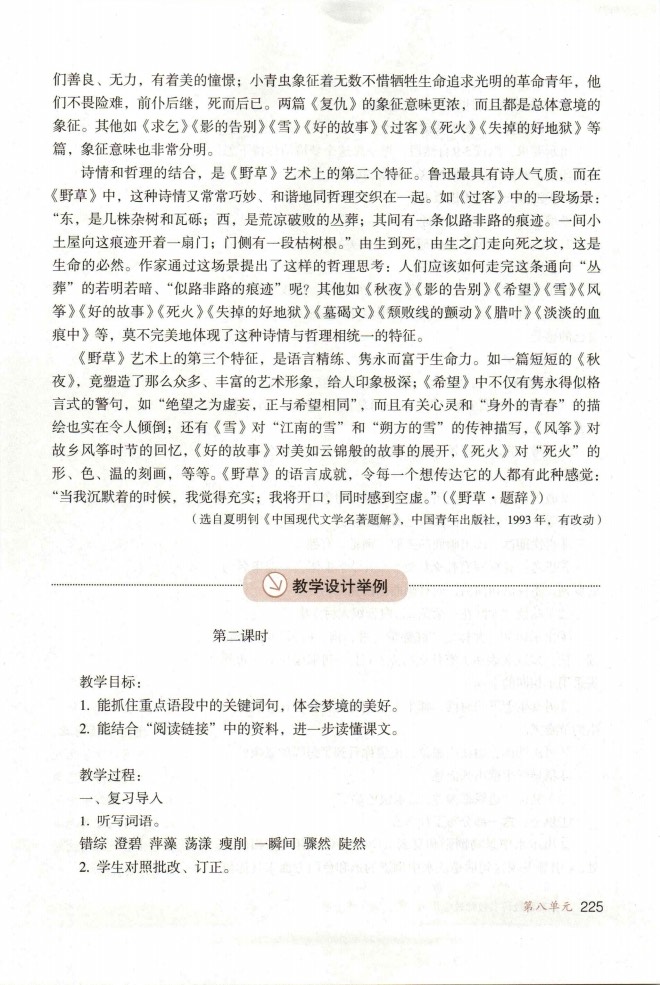 们善良、无力，有着美的憧憬；小青虫象征着无数不惜牺牲生命追求光明的革命青年，他
们不畏险难，前仆后继，死而后已。两篇《复仇》的象征意味更浓，而且都是总体意境的
象征。其他如《求乞》《影的告别》《雪》《好的故事》《过客》《死火》《失掉的好地狱》等
篇，象征意味也非常分明。
诗情和哲理的结合，是《野草》艺术上的第二个特征。鲁迅最具有诗人气质，而在
《野草》中，这种诗情又常常巧妙、和谐地同哲理交织在一起。如《过客》中的一段场景：
“东，是几株杂树和瓦砾；西，是荒凉破败的丛葬；其间有一条似路非路的痕迹。一间小
土屋向这痕迹开着一扇门；门侧有一段枯树根。”由生到死，由生之门走向死之坟，这是
生命的必然。作家通过这场景提出了这样的哲理思考：人们应该如何走完这条通向“丛
葬”的若明若暗、“似路非路的痕迹”呢？其他如《秋夜》《影的告别》《希望》《雪》《风
筝》《好的故事》《死火》《失掉的好地狱》《墓碣文》《颓败线的颤动》《腊叶》《淡淡的血
痕中》等，莫不完美地体现了这种诗情与哲理相统一的特征。
《野草》艺术上的第三个特征，是语言精练、隽永而富于生命力。如一篇短短的《秋
夜》，竟塑造了那么众多、丰富的艺术形象，给人印象极深；《希望》中不仅有隽永得似格
言式的警句，如“绝望之为虚妄，正与希望相同”，而且有关心灵和“身外的青春”的描
绘也实在令人倾倒；还有《雪》对“江南的雪”和“朔方的雪”的传神描写，《风筝》对
故乡风筝时节的回忆，《好的故事》对美如云锦般的故事的展开，《死火》对“死火”的
形、色、温的刻画，等等。《野草》的语言成就，令每一个想传达它的人都有此种感觉：
“当我沉默着的时候，我觉得充实；我将开口，同时感到空虚。”（《野草·题辞》）
（选自夏明钊《中国现代文学名著题解》，中国青年出版社，1993 年，有改动）
教学设计举例
第二课时
教学目标：
1. 能抓住重点语段中的关键词句，体会梦境的美好。
2. 能结合“阅读链接”中的资料，进一步读懂课文。
教学过程：
一、复习导入
1. 听写词语。
错综 澄碧 萍藻 荡漾 瘦削 一瞬间 骤然 陡然
2. 学生对照批改、订正。
第八单元 225